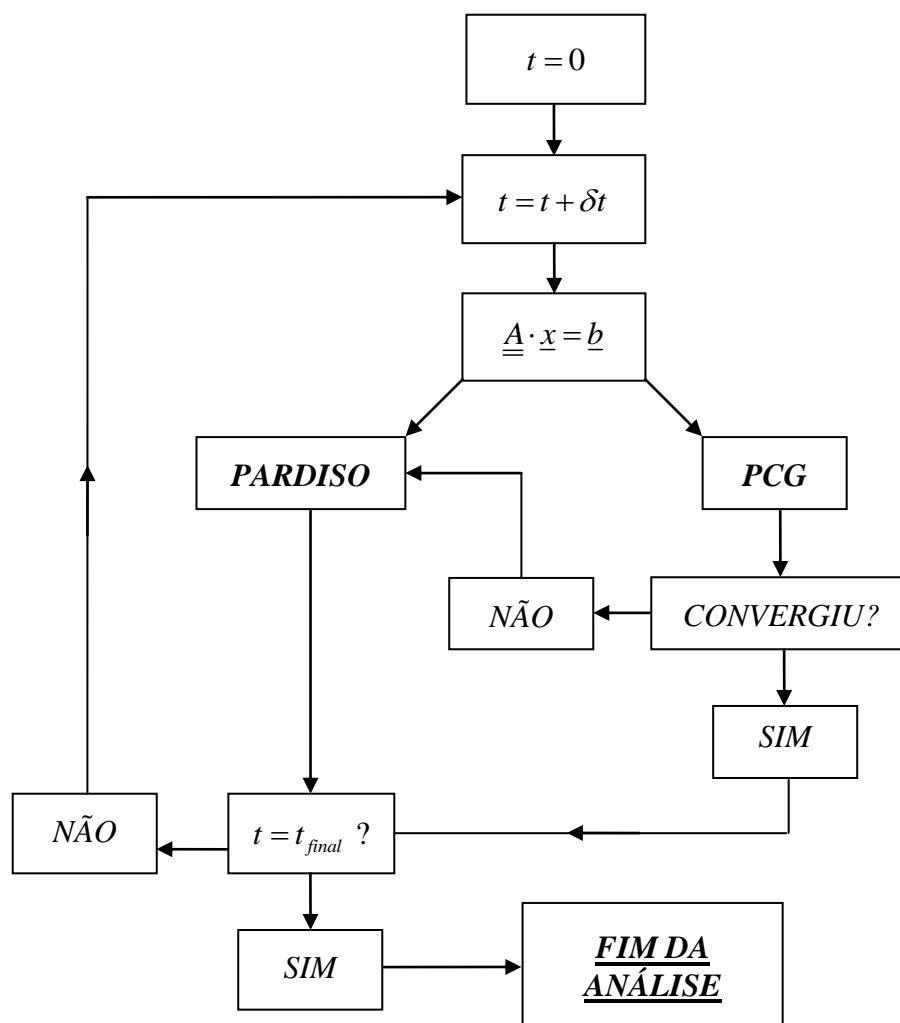 t = 0
t = t + δt
A · x = b
PARDISO
PCG
NÃO
CONVERGIU?
SIM
NÃO
t = t_final ?
SIM
FIM DA
ANÁLISE